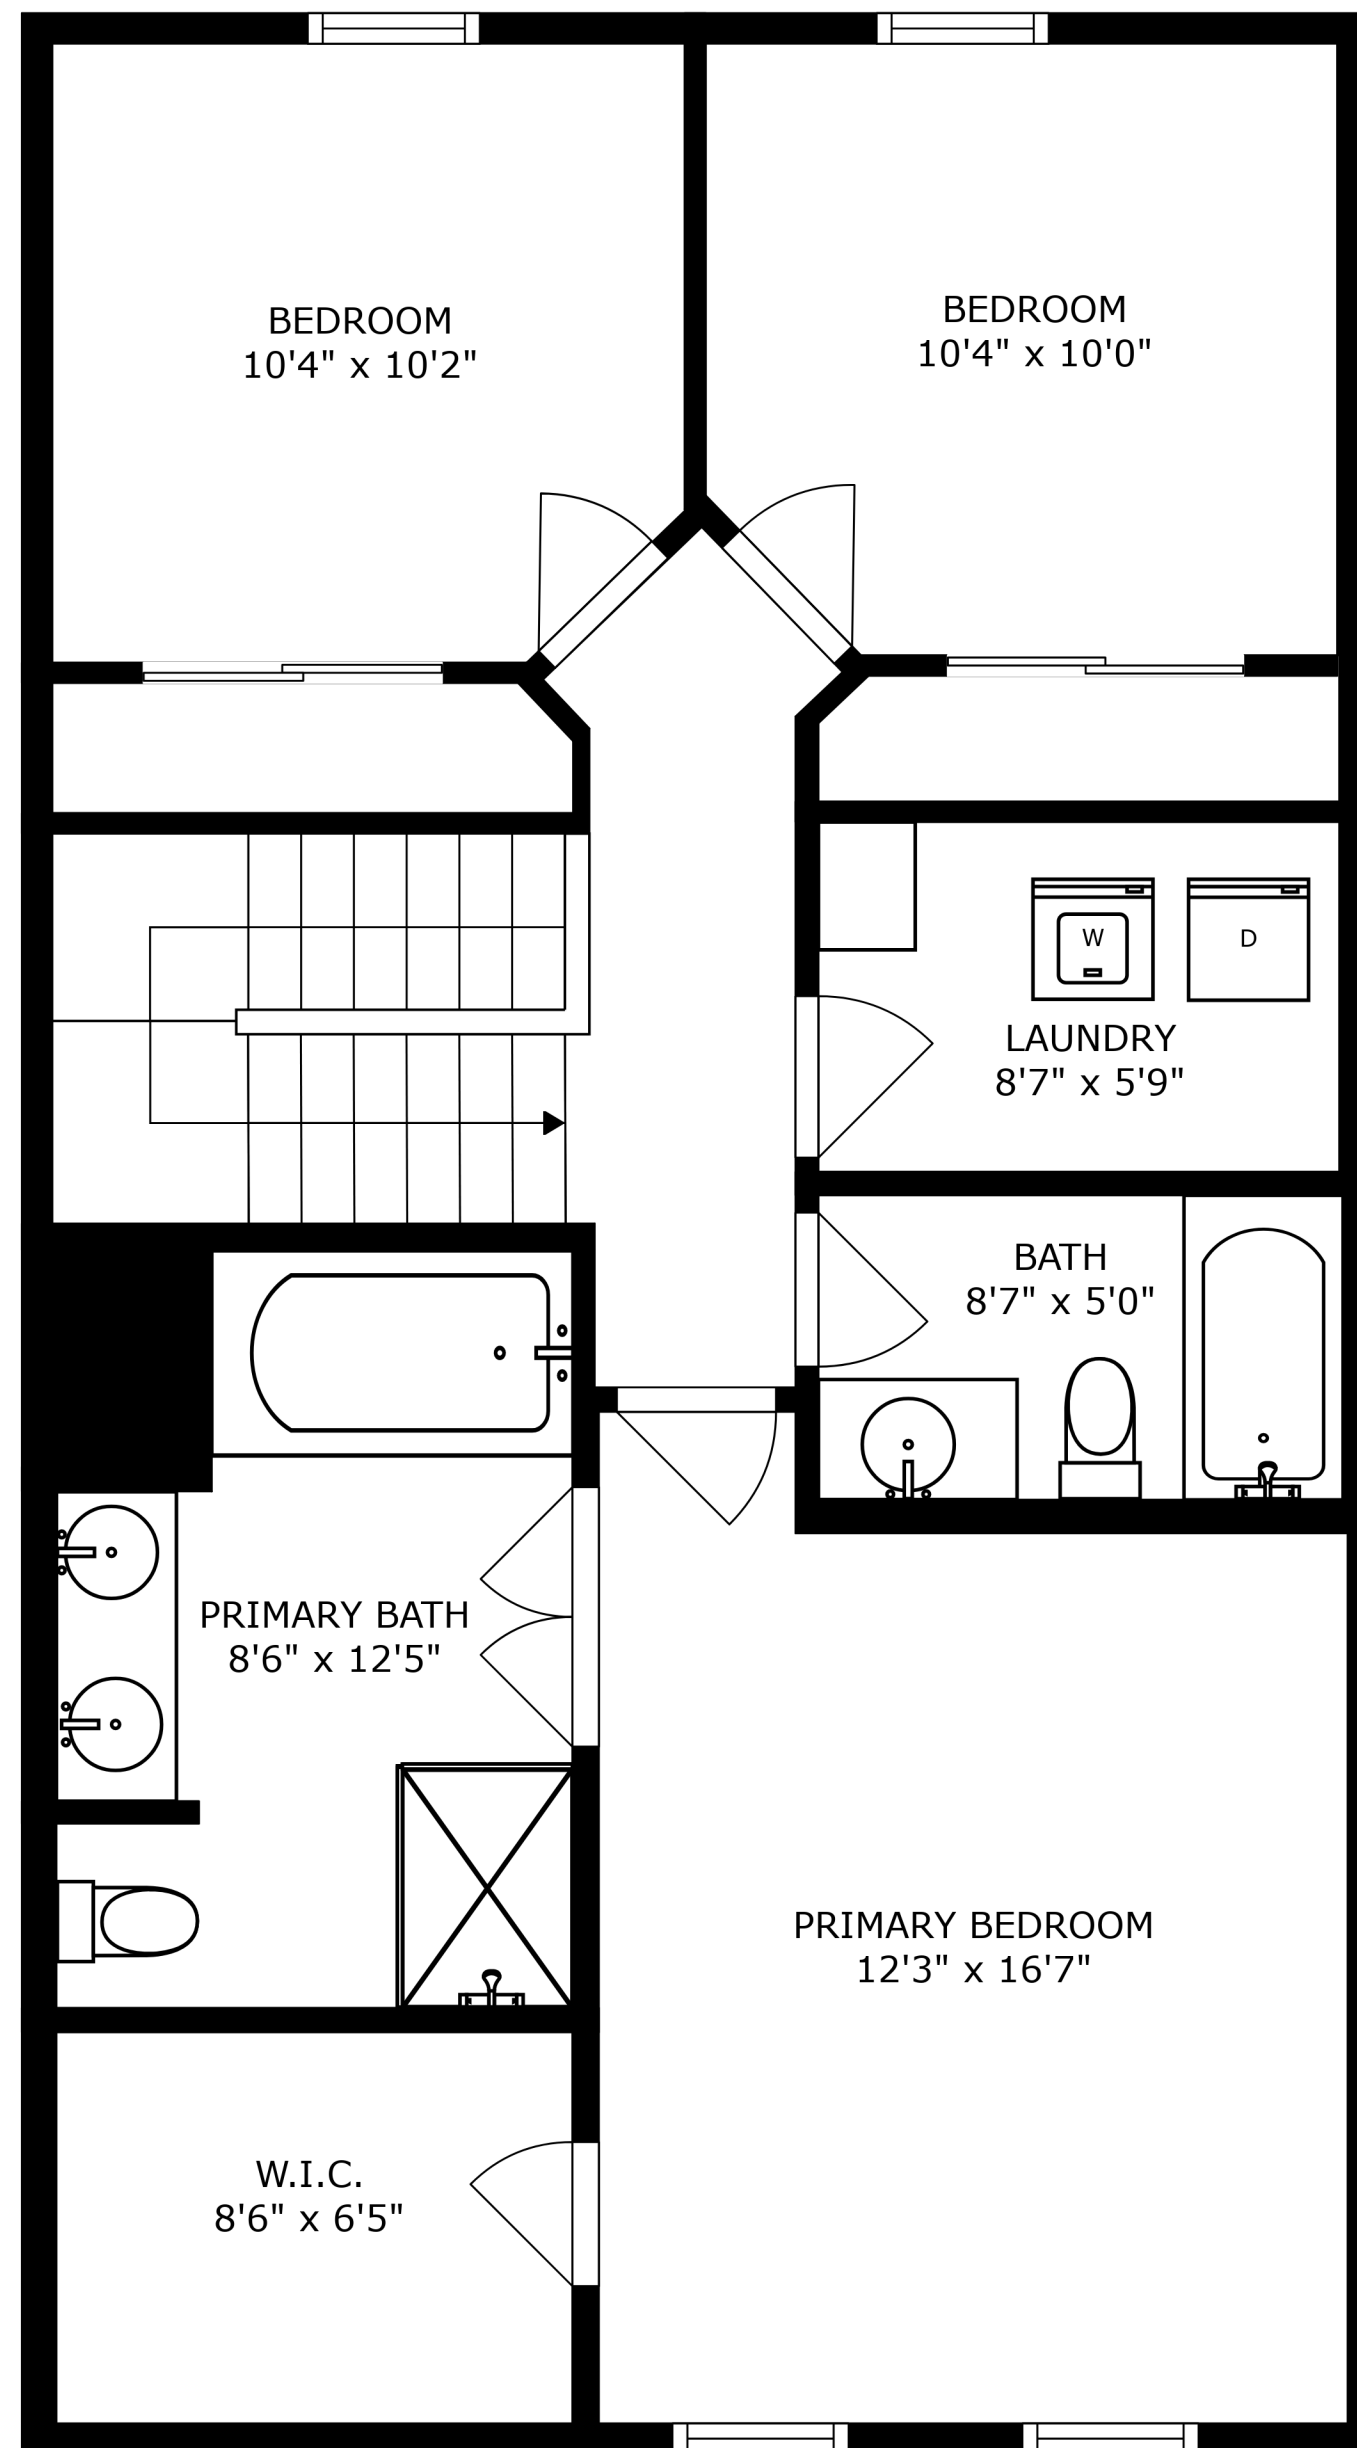 BEDROOM
10'4" x 10'2"
BEDROOM
10'4" x 10'0"
W
D
LAUNDRY
8'7" x 5'9"
BATH
8'7" x 5'0"
PRIMARY BATH
8'6" x 12'5"
PRIMARY BEDROOM
12'3" x 16'7"
W.I.C.
8'6" x 6'5"